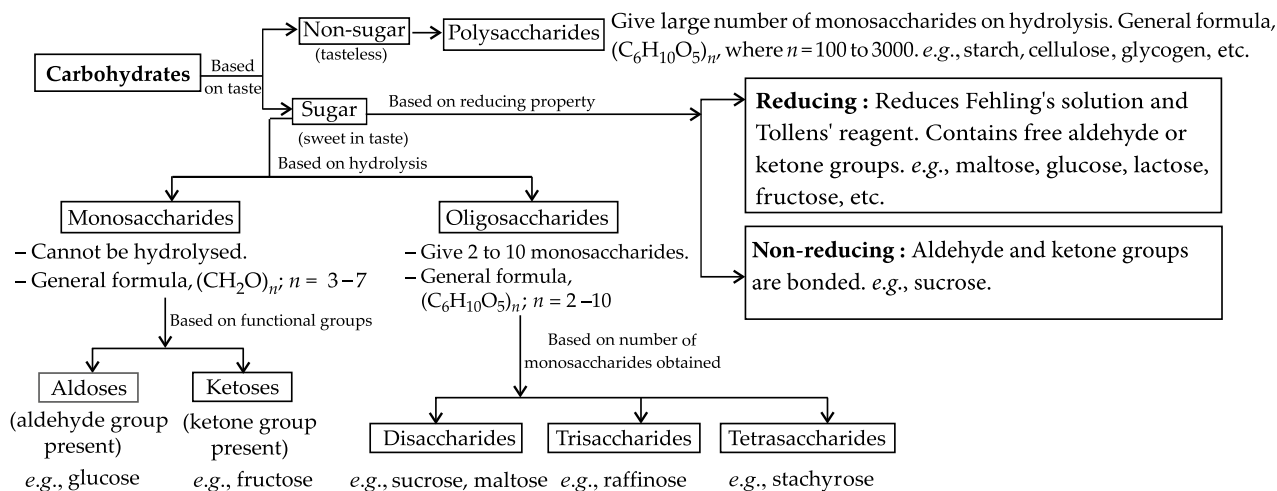 Non-sugar
(tasteless)
Polysaccharides
Give large number of monosaccharides on hydrolysis. General formula,
(C₆H₁₀O₅)ₙ, where n = 100 to 3000. e.g., starch, cellulose, glycogen, etc.
Carbohydrates
Based
on taste
Sugar
(sweet in taste)
Based on reducing property
Reducing : Reduces Fehling's solution and
Tollens' reagent. Contains free aldehyde or
ketone groups. e.g., maltose, glucose, lactose,
fructose, etc.
Non-reducing : Aldehyde and ketone groups
are bonded. e.g., sucrose.
Based on hydrolysis
Monosaccharides
– Cannot be hydrolysed.
– General formula, (CH₂O)ₙ; n = 3 – 7
Oligosaccharides
– Give 2 to 10 monosaccharides.
– General formula,
(C₆H₁₀O₅)ₙ; n = 2 – 10
Based on functional groups
Aldoses
(aldehyde group
present)
e.g., glucose
Ketoses
(ketone group
present)
e.g., fructose
Based on number of
monosaccharides obtained
Disaccharides
e.g., sucrose, maltose
Trisaccharides
e.g., raffinose
Tetrasaccharides
e.g., stachyrose